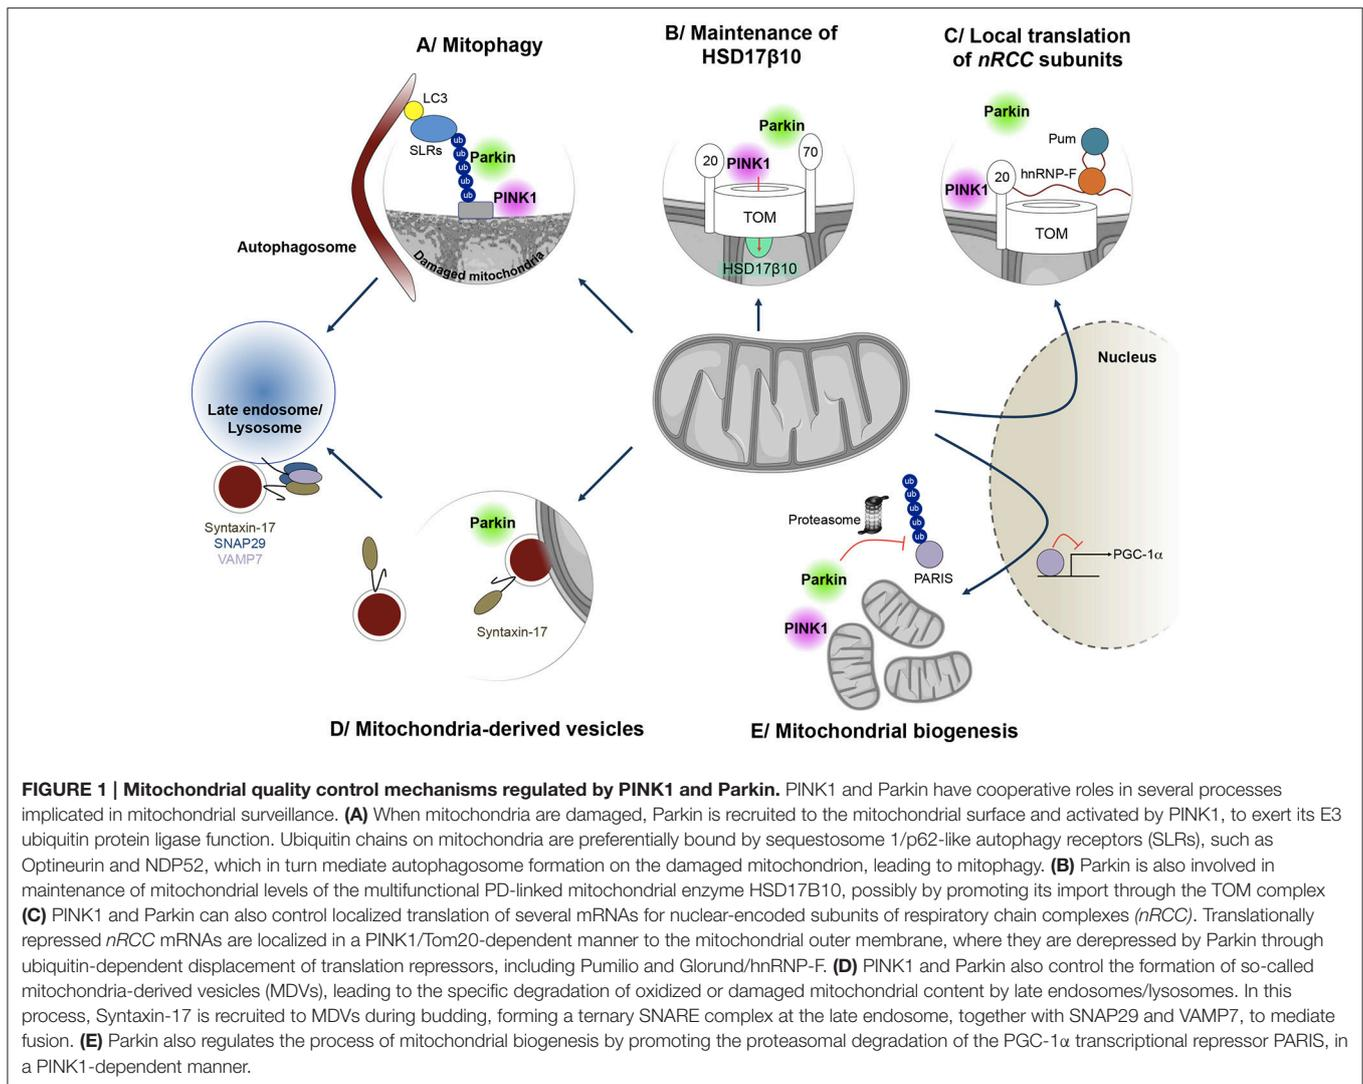 A/ Mitophagy
LC3
SLRs
ub
ub
ub
ub
ub
Parkin
PINK1
Autophagosome
Damaged mitochondria
B/ Maintenance of
HSD17β10
Parkin
20
PINK1
70
TOM
HSD17β10
C/ Local translation
of nRCC subunits
Parkin
Pum
hnRNP-F
PINK1
20
TOM
Late endosome/
Lysosome
Syntaxin-17
SNAP29
VAMP7
Parkin
Syntaxin-17
D/ Mitochondria-derived vesicles
Nucleus
PGC-1α
ub
ub
ub
ub
ub
Proteasome
PARIS
Parkin
PINK1
E/ Mitochondrial biogenesis
FIGURE 1 | Mitochondrial quality control mechanisms regulated by PINK1 and Parkin. PINK1 and Parkin have cooperative roles in several processes
implicated in mitochondrial surveillance. (A) When mitochondria are damaged, Parkin is recruited to the mitochondrial surface and activated by PINK1, to exert its E3
ubiquitin protein ligase function. Ubiquitin chains on mitochondria are preferentially bound by sequestosome 1/p62-like autophagy receptors (SLRs), such as
Optineurin and NDP52, which in turn mediate autophagosome formation on the damaged mitochondrion, leading to mitophagy. (B) Parkin is also involved in
maintenance of mitochondrial levels of the multifunctional PD-linked mitochondrial enzyme HSD17B10, possibly by promoting its import through the TOM complex
(C) PINK1 and Parkin can also control localized translation of several mRNAs for nuclear-encoded subunits of respiratory chain complexes (nRCC). Translationally
repressed nRCC mRNAs are localized in a PINK1/Tom20-dependent manner to the mitochondrial outer membrane, where they are derepressed by Parkin through
ubiquitin-dependent displacement of translation repressors, including Pumilio and Glorund/hnRNP-F. (D) PINK1 and Parkin also control the formation of so-called
mitochondria-derived vesicles (MDVs), leading to the specific degradation of oxidized or damaged mitochondrial content by late endosomes/lysosomes. In this
process, Syntaxin-17 is recruited to MDVs during budding, forming a ternary SNARE complex at the late endosome, together with SNAP29 and VAMP7, to mediate
fusion. (E) Parkin also regulates the process of mitochondrial biogenesis by promoting the proteasomal degradation of the PGC-1α transcriptional repressor PARIS, in
a PINK1-dependent manner.